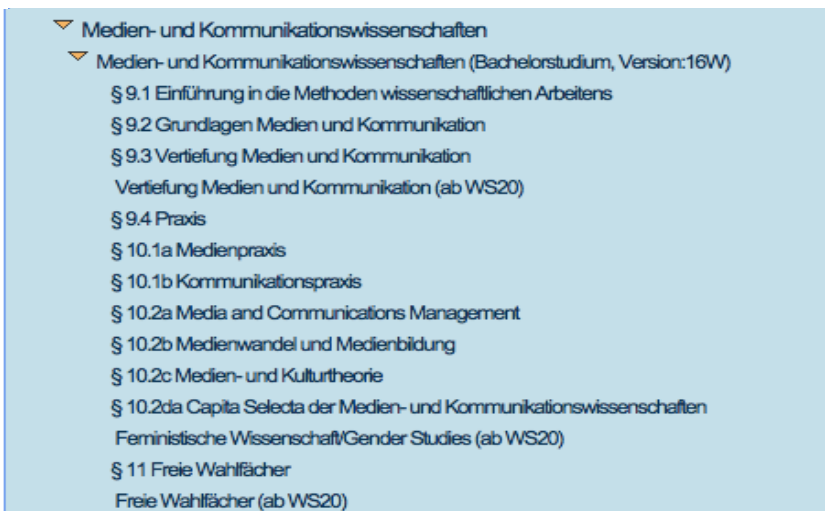 Medien- und Kommunikationswissenschaften
Medien- und Kommunikationswissenschaften (Bachelorstudium, Version:16W)
§ 9.1 Einführung in die Methoden wissenschaftlichen Arbeitens
§ 9.2 Grundlagen Medien und Kommunikation
§ 9.3 Vertiefung Medien und Kommunikation
Vertiefung Medien und Kommunikation (ab WS20)
§ 9.4 Praxis
§ 10.1a Medienpraxis
§ 10.1b Kommunikationspraxis
§ 10.2a Media and Communications Management
§ 10.2b Medienwandel und Medienbildung
§ 10.2c Medien- und Kulturtheorie
§ 10.2da Capita Selecta der Medien- und Kommunikationswissenschaften
Feministische Wissenschaft/Gender Studies (ab WS20)
§ 11 Freie Wahlfächer
Freie Wahlfächer (ab WS20)